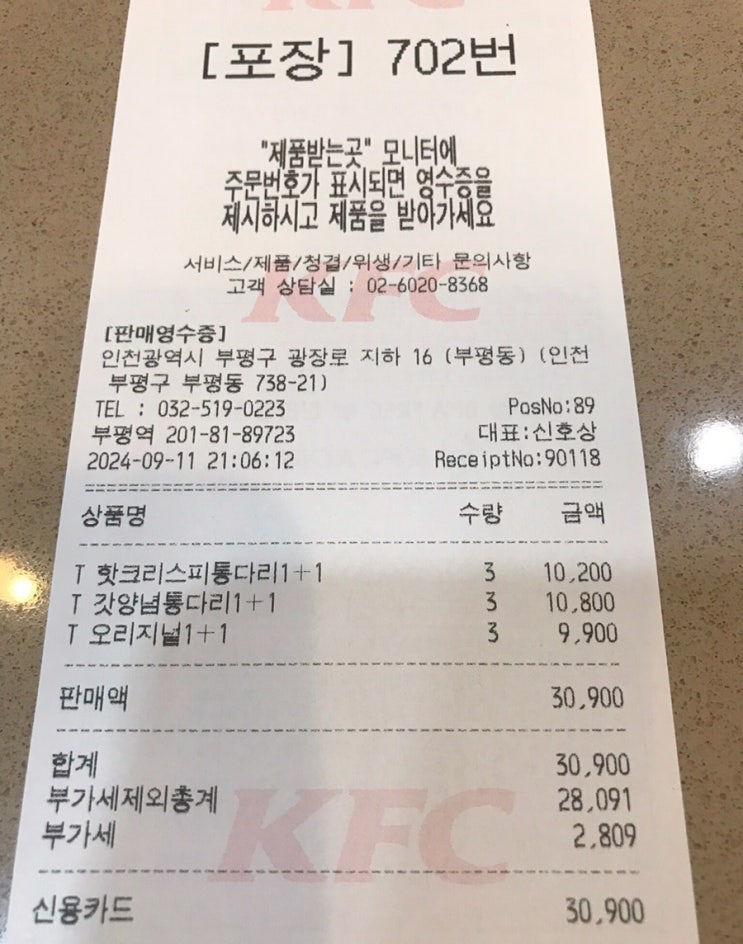 KFC
[포장] 702번
"제품받는곳" 모니터에
주문번호가 표시되면 영수증을
제시하시고 제품을 받아가세요
서비스/제품/청결/위생/기타 문의사항
고객 상담실 : 02-6020-8368
KFC
[판매영수증]
인천광역시 부평구 광장로 지하 16 (부평동) (인천
부평구 부평동 738-21)
TEL : 032-519-0223 PosNo:89
부평역 201-81-89723 대표:신호상
2024-09-11 21:06:12 ReceiptNo:90118
상품명 수량 금액
T 핫크리스피통다리1+1 3 10,200
T 갓양념통다리1+1 3 10,800
T 오리지널1+1 3 9,900
판매액 30,900
합계 30,900
부가세제외총계 28,091
부가세 2,809
KFC
신용카드 30,900